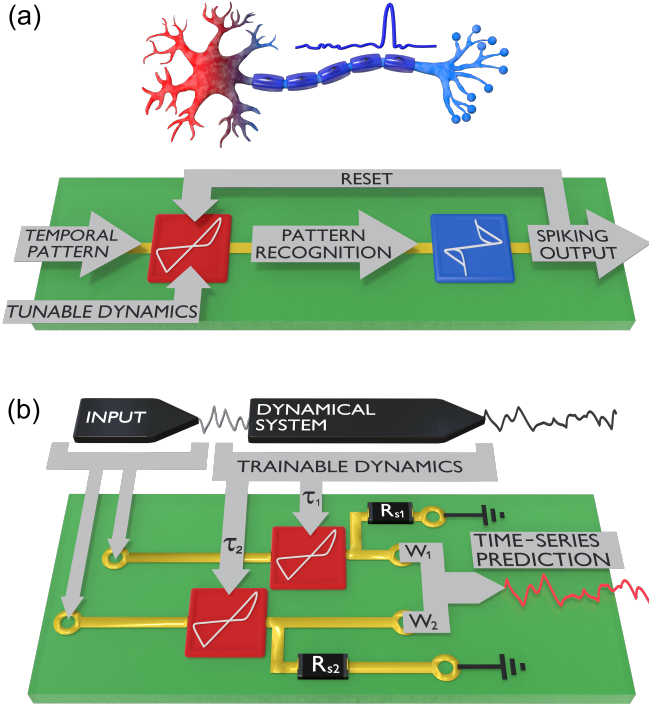 (a)
RESET
TEMPORAL
PATTERN
PATTERN
RECOGNITION
SPIKING
OUTPUT
TUNABLE DYNAMICS
(b)
INPUT
DYNAMICAL
SYSTEM
TRAINABLE DYNAMICS
τ1
τ2
Rs1
W1
TIME-SERIES
PREDICTION
W2
Rs2